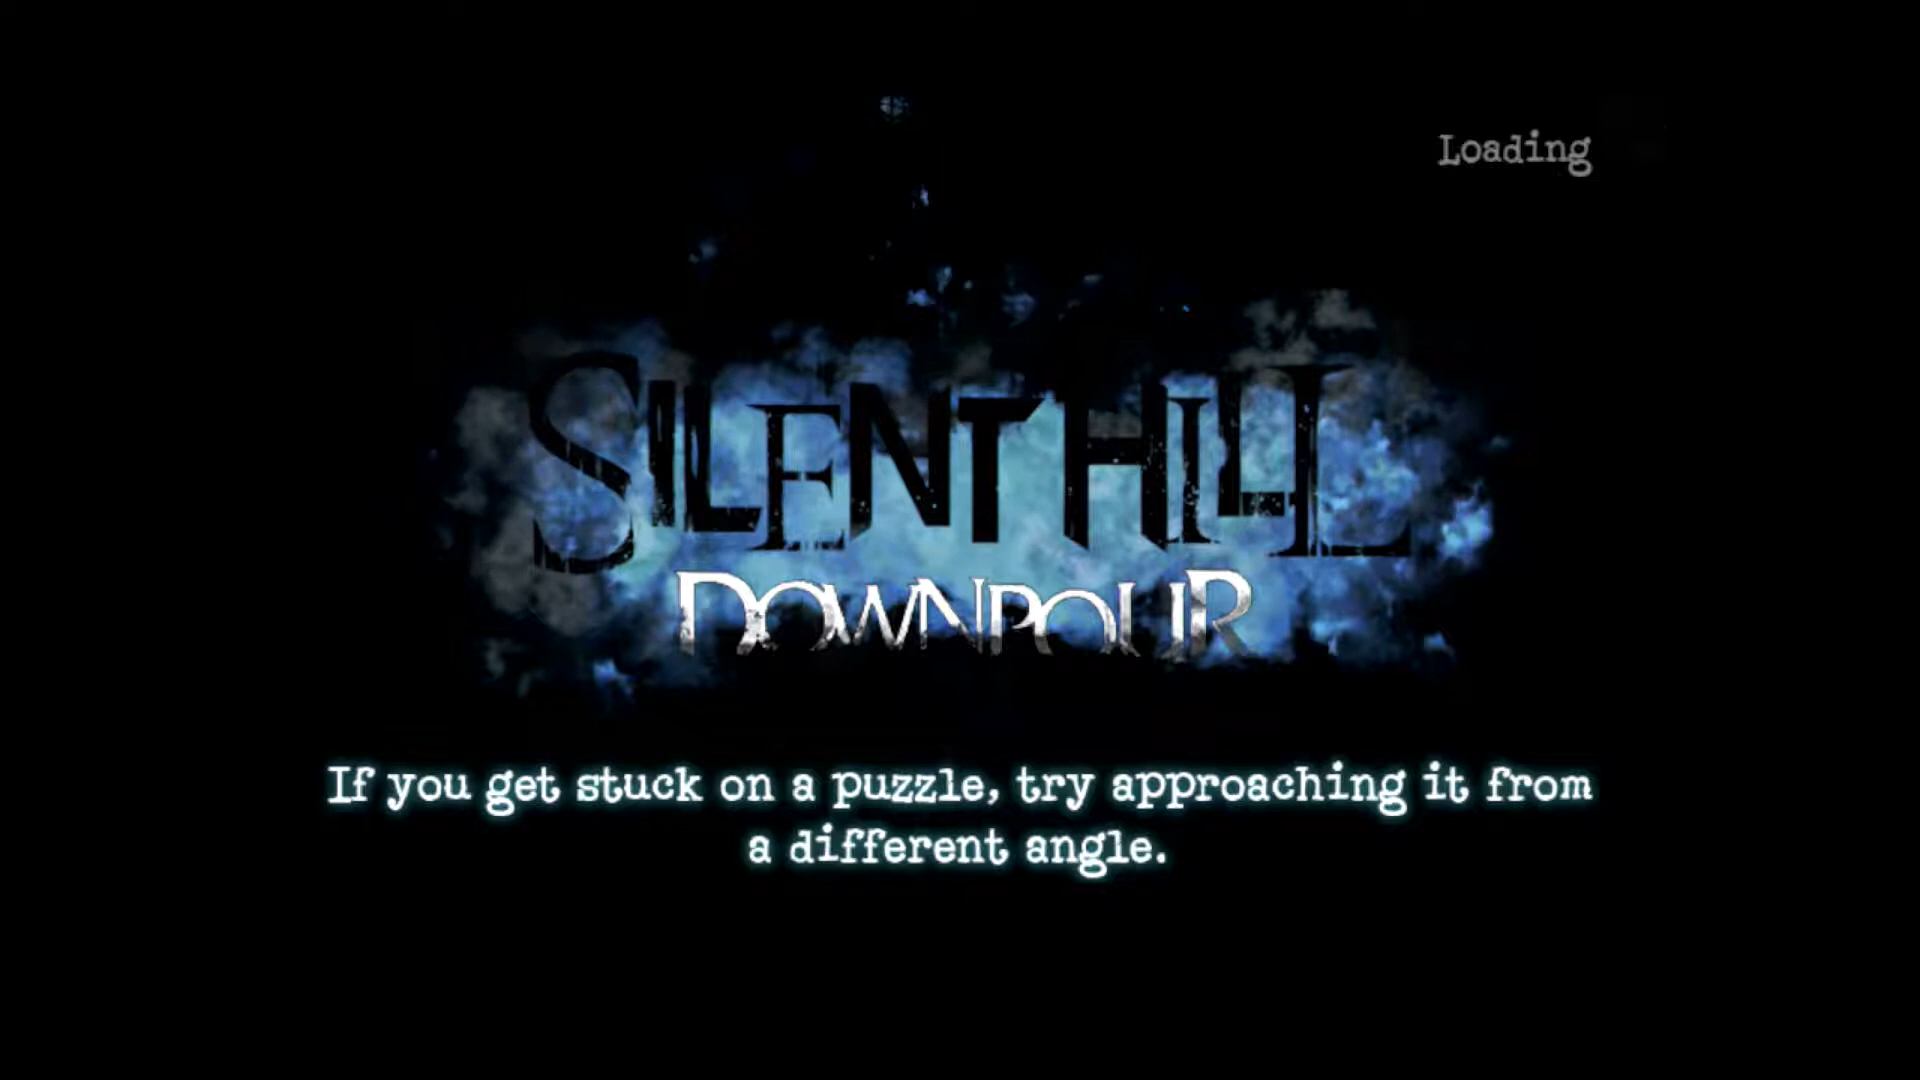 Loading
SILENT HILL
DOWNPOUR
If you get stuck on a puzzle, try approaching it from
a different angle.